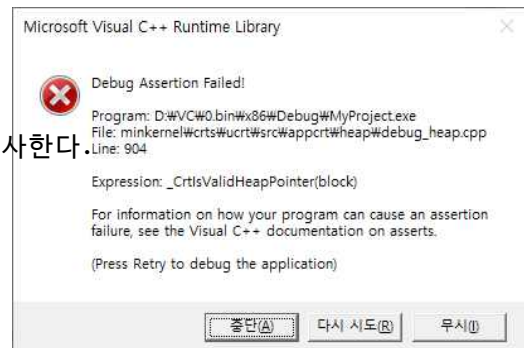 Microsoft Visual C++ Runtime Library
Debug Assertion Failed!
Program: D:₩VC₩0.bin₩x86₩Debug₩MyProject.exe
File: minkernel₩crts₩ucrt₩src₩appcrt₩heap₩debug_heap.cpp
사한다.
Line: 904
Expression: _CrtIsValidHeapPointer(block)
For information on how your program can cause an assertion
failure, see the Visual C++ documentation on asserts.
(Press Retry to debug the application)
중단(A) 다시 시도(R) 무시(I)